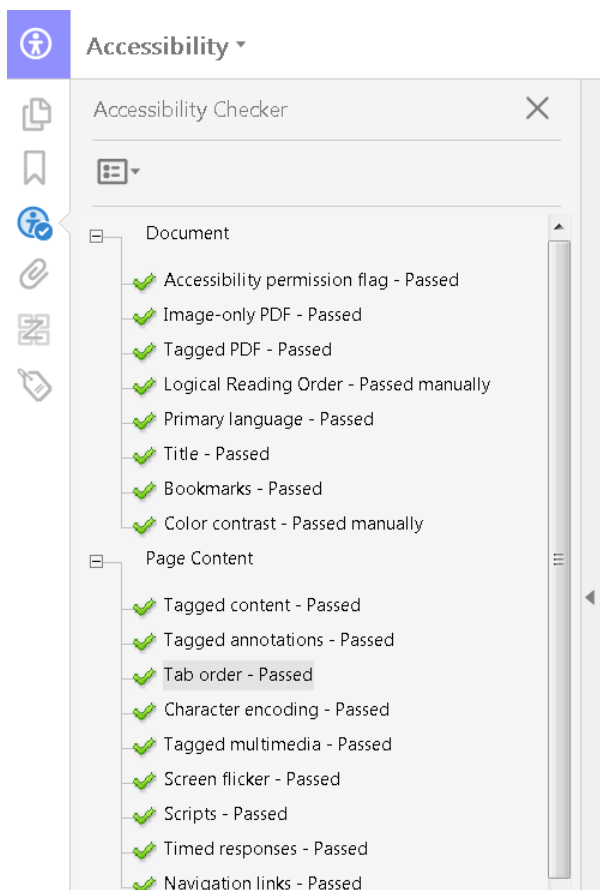 Accessibility
Accessibility Checker
Document
Accessibility permission flag - Passed
Image-only PDF - Passed
Tagged PDF - Passed
Logical Reading Order - Passed manually
Primary language - Passed
Title - Passed
Bookmarks - Passed
Color contrast - Passed manually
Page Content
Tagged content - Passed
Tagged annotations - Passed
Tab order - Passed
Character encoding - Passed
Tagged multimedia - Passed
Screen flicker - Passed
Scripts - Passed
Timed responses - Passed
Navigation links - Passed